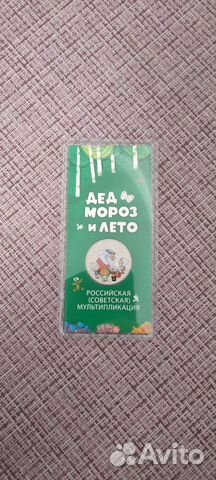 ДЕД
МОРОЗ
И ЛЕТО
РОССИЙСКАЯ
(СОВЕТСКАЯ)
МУЛЬТИПЛИКАЦИЯ
Avito